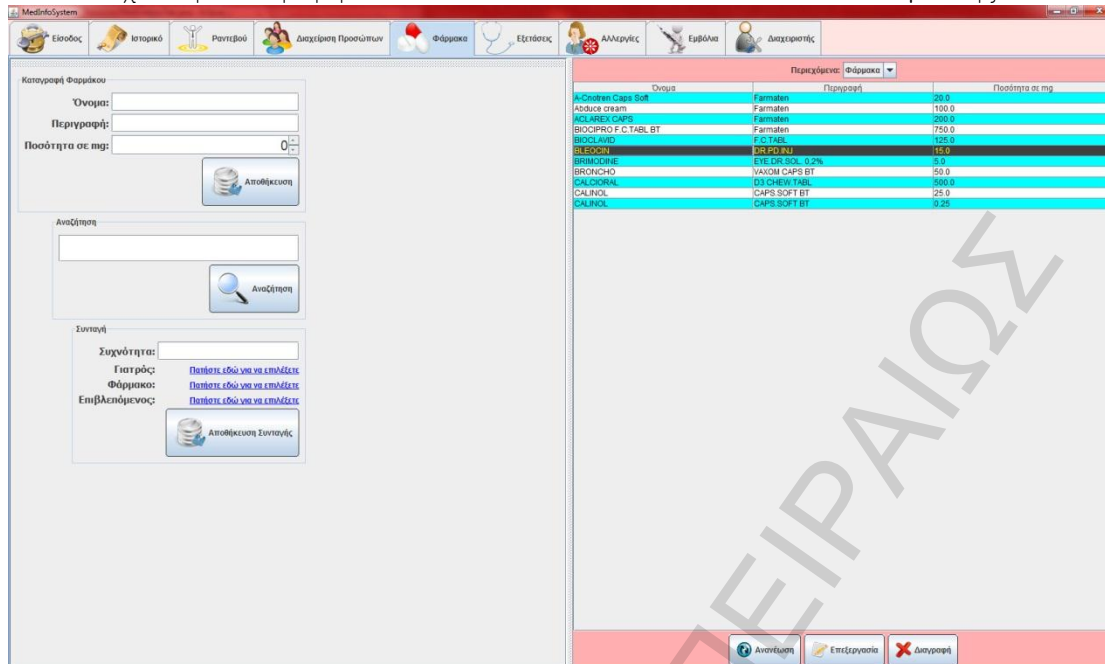 MedInfoSystem
Είσοδος Ιστορικό Ραντεβού Διαχείριση Προσώπων Φάρμακα Εξετάσεις Αλλεργίες Εμβόλια Διαχειριστής
Καταγραφή Φαρμάκου
Όνομα:
Περιγραφή:
Ποσότητα σε mg: 0
Αποθήκευση
Αναζήτηση
Αναζήτηση
Συνταγή
Συχνότητα:
Γιατρός: Πατήστε εδώ για να επιλέξετε
Φάρμακο: Πατήστε εδώ για να επιλέξετε
Επιβλεπόμενος: Πατήστε εδώ για να επιλέξετε
Αποθήκευση Συνταγής
Περιεχόμενα: Φάρμακα
Όνομα Περιγραφή Ποσότητα σε mg
A-Cnotren Caps Soft Farmaten 20.0
Abduce cream Farmaten 100.0
ACLAREX CAPS Farmaten 200.0
BIOCIPRO F.C.TABL BT Farmaten 750.0
BIOCLAVID F.C.TABL 125.0
BLEOCIN DR.PD.INJ 15.0
BRIMODINE EYE.DR.SOL. 0,2% 5.0
BRONCHO VAXOM CAPS BT 50.0
CALCIORAL D3 CHEW.TABL 500.0
CALINOL CAPS.SOFT BT 25.0
CALINOL CAPS.SOFT BT 0.25
Ανανέωση Επεξεργασία Διαγραφή
ΠΕΙΡΑΙΩΣ